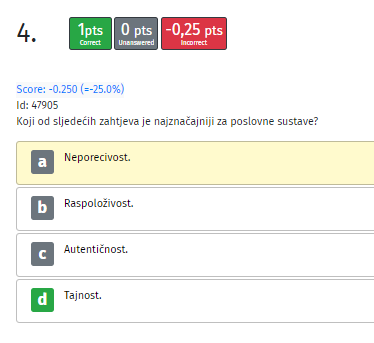 4.
1pts 0 pts -0,25 pts
Correct Unanswered Incorrect
Score: -0.250 (=-25.0%)
Id: 47905
Koji od sljedećih zahtjeva je najznačajniji za poslovne sustave?
a Neporecivost.
b Raspoloživost.
c Autentičnost.
d Tajnost.